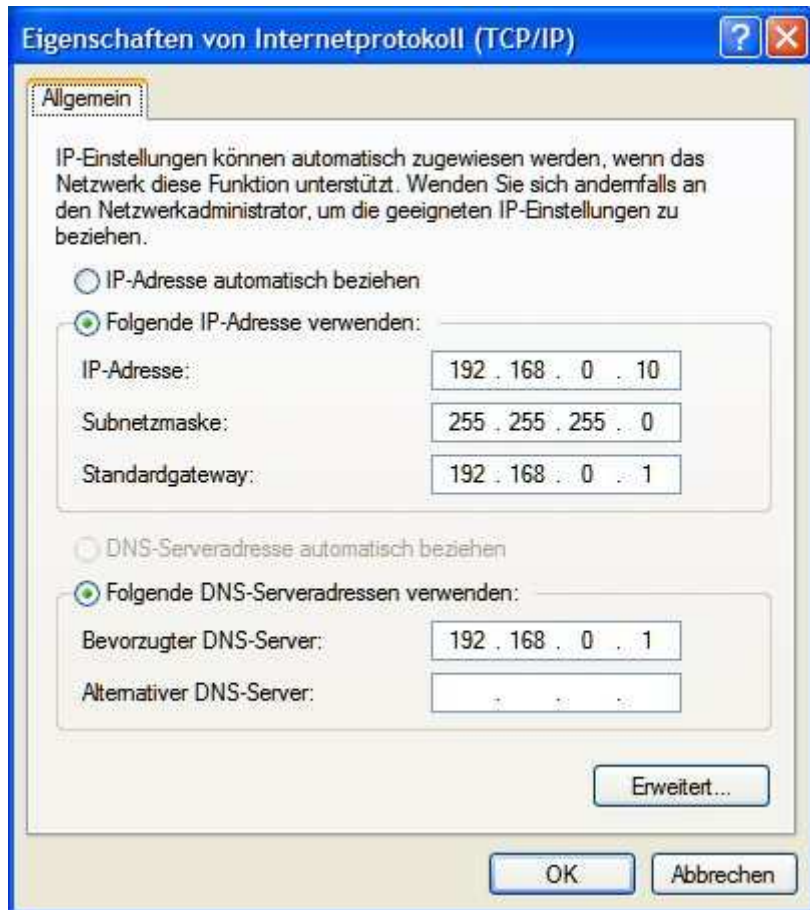 Eigenschaften von Internetprotokoll (TCP/IP)
?
Allgemein
IP-Einstellungen können automatisch zugewiesen werden, wenn das
Netzwerk diese Funktion unterstützt. Wenden Sie sich andernfalls an
den Netzwerkadministrator, um die geeigneten IP-Einstellungen zu
beziehen.
IP-Adresse automatisch beziehen
Folgende IP-Adresse verwenden:
IP-Adresse: 192 . 168 . 0 . 10
Subnetzmaske: 255 . 255 . 255 . 0
Standardgateway: 192 . 168 . 0 . 1
DNS-Serveradresse automatisch beziehen
Folgende DNS-Serveradressen verwenden:
Bevorzugter DNS-Server: 192 . 168 . 0 . 1
Alternativer DNS-Server: . . .
Erweitert...
OK Abbrechen